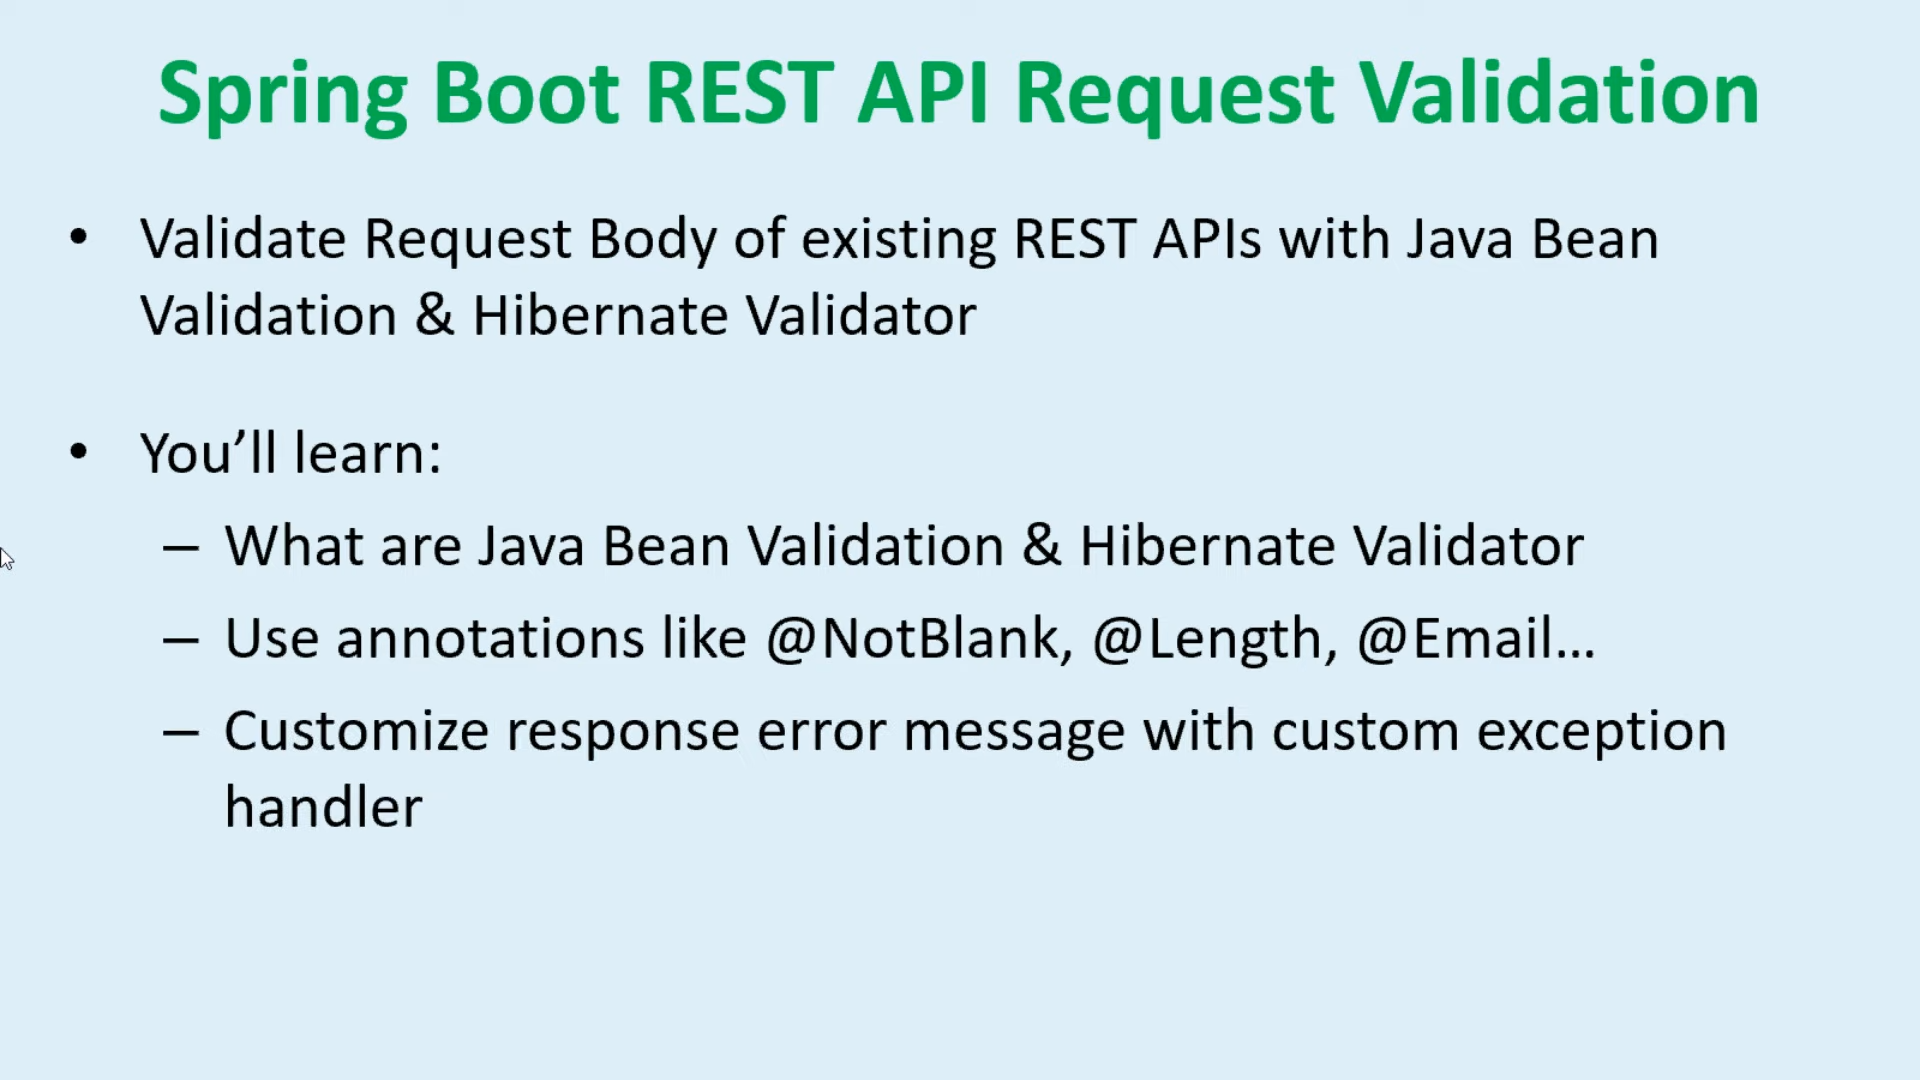 Spring Boot REST API Request Validation
• Validate Request Body of existing REST APIs with Java Bean
Validation & Hibernate Validator
• You’ll learn:
– What are Java Bean Validation & Hibernate Validator
– Use annotations like @NotBlank, @Length, @Email…
– Customize response error message with custom exception
handler